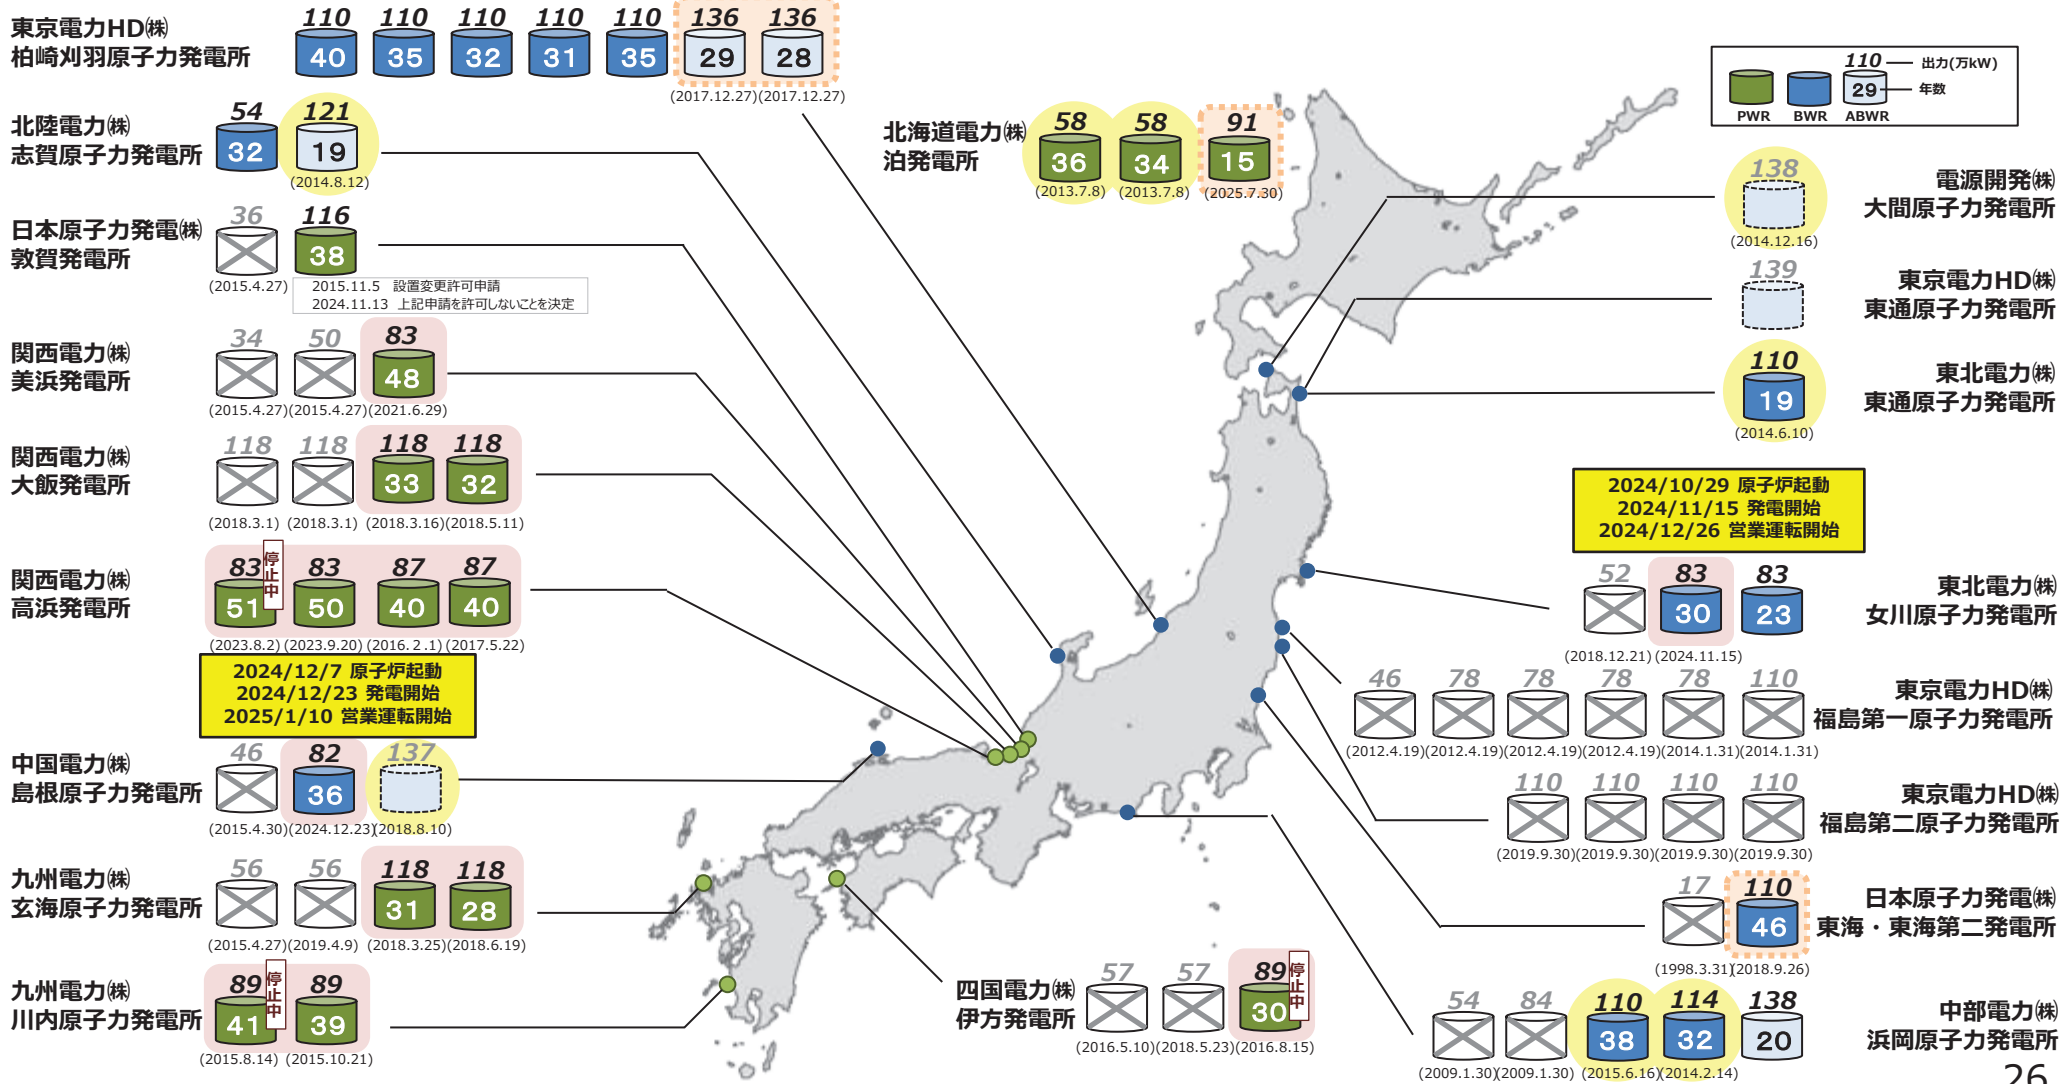 東京電力HD㈱
柏崎刈羽原子力発電所
110 110 110 110 110 136 136
40 35 32 31 35 29 28
(2017.12.27)(2017.12.27)
北陸電力㈱
志賀原子力発電所
54 121
32 19
(2014.8.12)
日本原子力発電㈱
敦賀発電所
36 116
38
(2015.4.27)
2015.11.5 設置変更許可申請
2024.11.13 上記申請を許可しないことを決定
関西電力㈱
美浜発電所
34 50 83
48
(2015.4.27)(2015.4.27)(2021.6.29)
関西電力㈱
大飯発電所
118 118 118 118
33 32
(2018.3.1) (2018.3.1) (2018.3.16)(2018.5.11)
関西電力㈱
高浜発電所
83 83 87 87
停止中
51 50 40 40
(2023.8.2) (2023.9.20) (2016.2.1) (2017.5.22)
2024/12/7 原子炉起動
2024/12/23 発電開始
2025/1/10 営業運転開始
中国電力㈱
島根原子力発電所
46 82 137
36
(2015.4.30)(2024.12.23)(2018.8.10)
九州電力㈱
玄海原子力発電所
56 56 118 118
31 28
(2015.4.27)(2019.4.9) (2018.3.25)(2018.6.19)
九州電力㈱
川内原子力発電所
89 89
停止中
41 39
(2015.8.14) (2015.10.21)
北海道電力㈱
泊発電所
58 58 91
36 34 15
(2013.7.8) (2013.7.8) (2025.7.30)
四国電力㈱
伊方発電所
57 57 89
停止中
30
(2016.5.10)(2018.5.23)(2016.8.15)
110 出力(万kW)
29 年数
PWR BWR ABWR
138
電源開発㈱
大間原子力発電所
(2014.12.16)
139
東京電力HD㈱
東通原子力発電所
110
19
東北電力㈱
東通原子力発電所
(2014.6.10)
2024/10/29 原子炉起動
2024/11/15 発電開始
2024/12/26 営業運転開始
52 83 83
30 23
東北電力㈱
女川原子力発電所
(2018.12.21) (2024.11.15)
46 78 78 78 78 110
東京電力HD㈱
福島第一原子力発電所
(2012.4.19)(2012.4.19)(2012.4.19)(2012.4.19)(2014.1.31)(2014.1.31)
110 110 110 110
東京電力HD㈱
福島第二原子力発電所
(2019.9.30)(2019.9.30)(2019.9.30)(2019.9.30)
17 110
46
日本原子力発電㈱
東海・東海第二発電所
(1998.3.31)(2018.9.26)
54 84 110 114 138
38 32 20
中部電力㈱
浜岡原子力発電所
(2009.1.30)(2009.1.30) (2015.6.16)(2014.2.14)
26